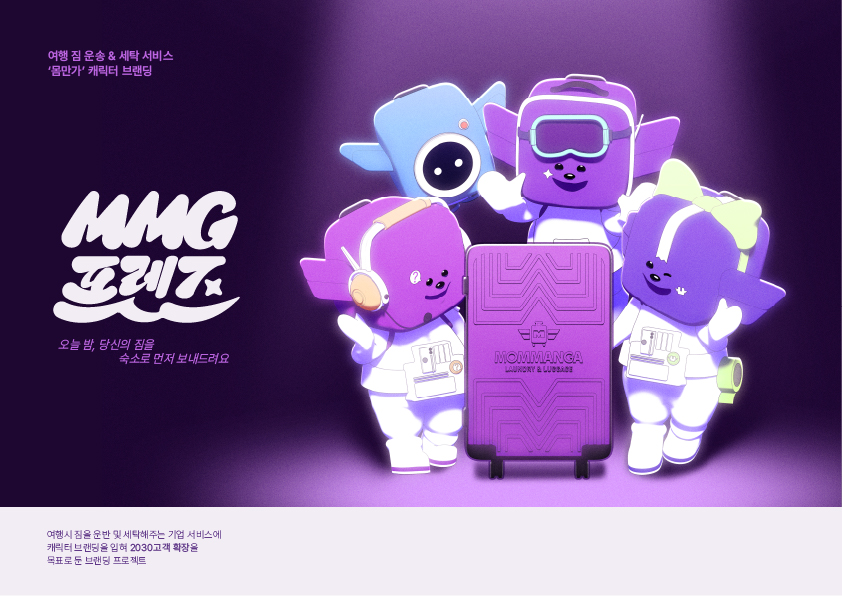 여행 짐 운송 & 세탁 서비스
‘몸만가’ 캐릭터 브랜딩
MMG
프렌즈
오늘 밤, 당신의 짐을
숙소로 먼저 보내드려요
M
MOMMANGA
LAUNDRY & LUGGAGE
?
여행시 짐을 운반 및 세탁해주는 기업 서비스에
캐릭터 브랜딩을 입혀 2030고객 확장을
목표로 둔 브랜딩 프로젝트